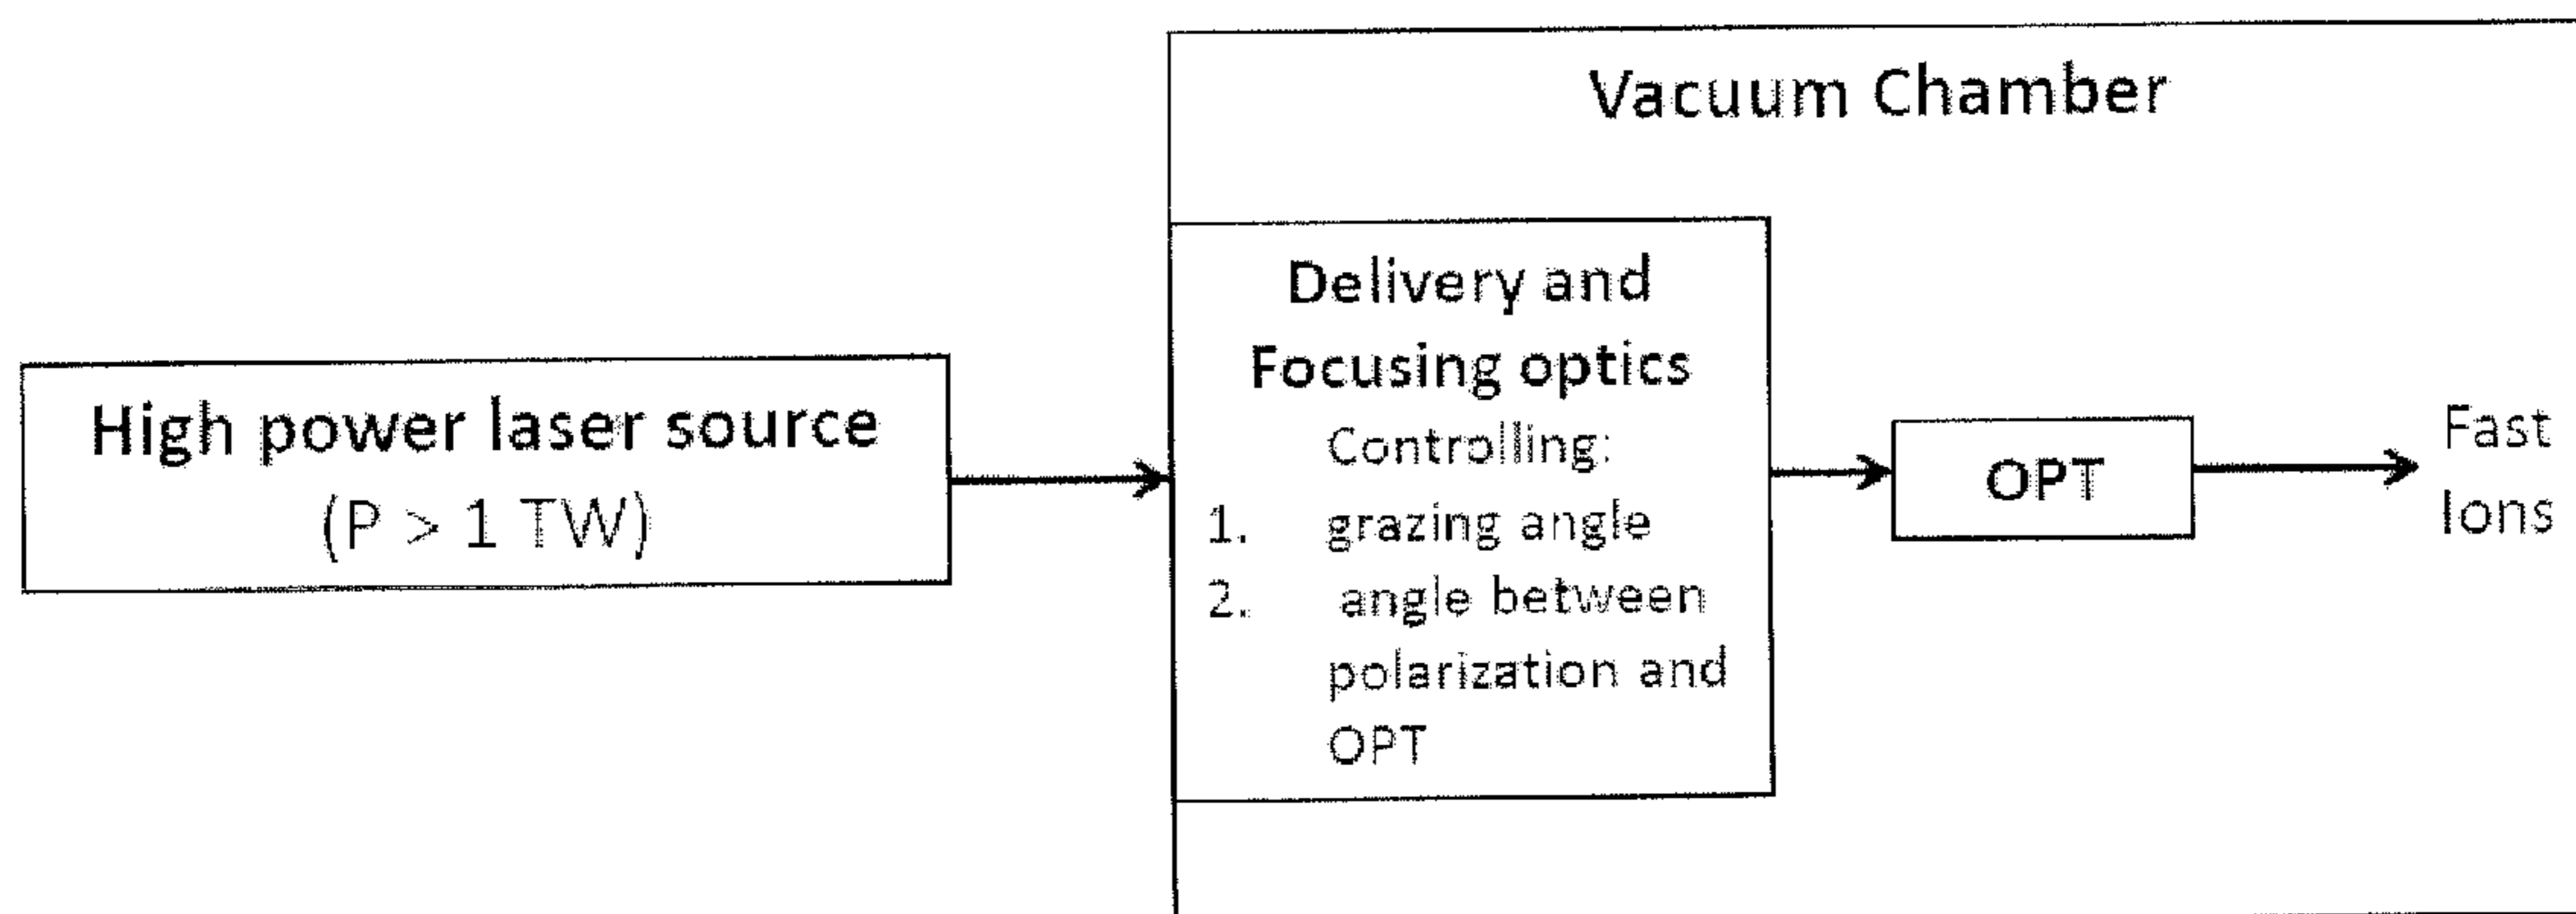 Vacuum Chamber
High power laser source
(P > 1 TW)
Delivery and
Focusing optics
Controlling:
1. grazing angle
2. angle between
polarization and
OPT
OPT
Fast
Ions